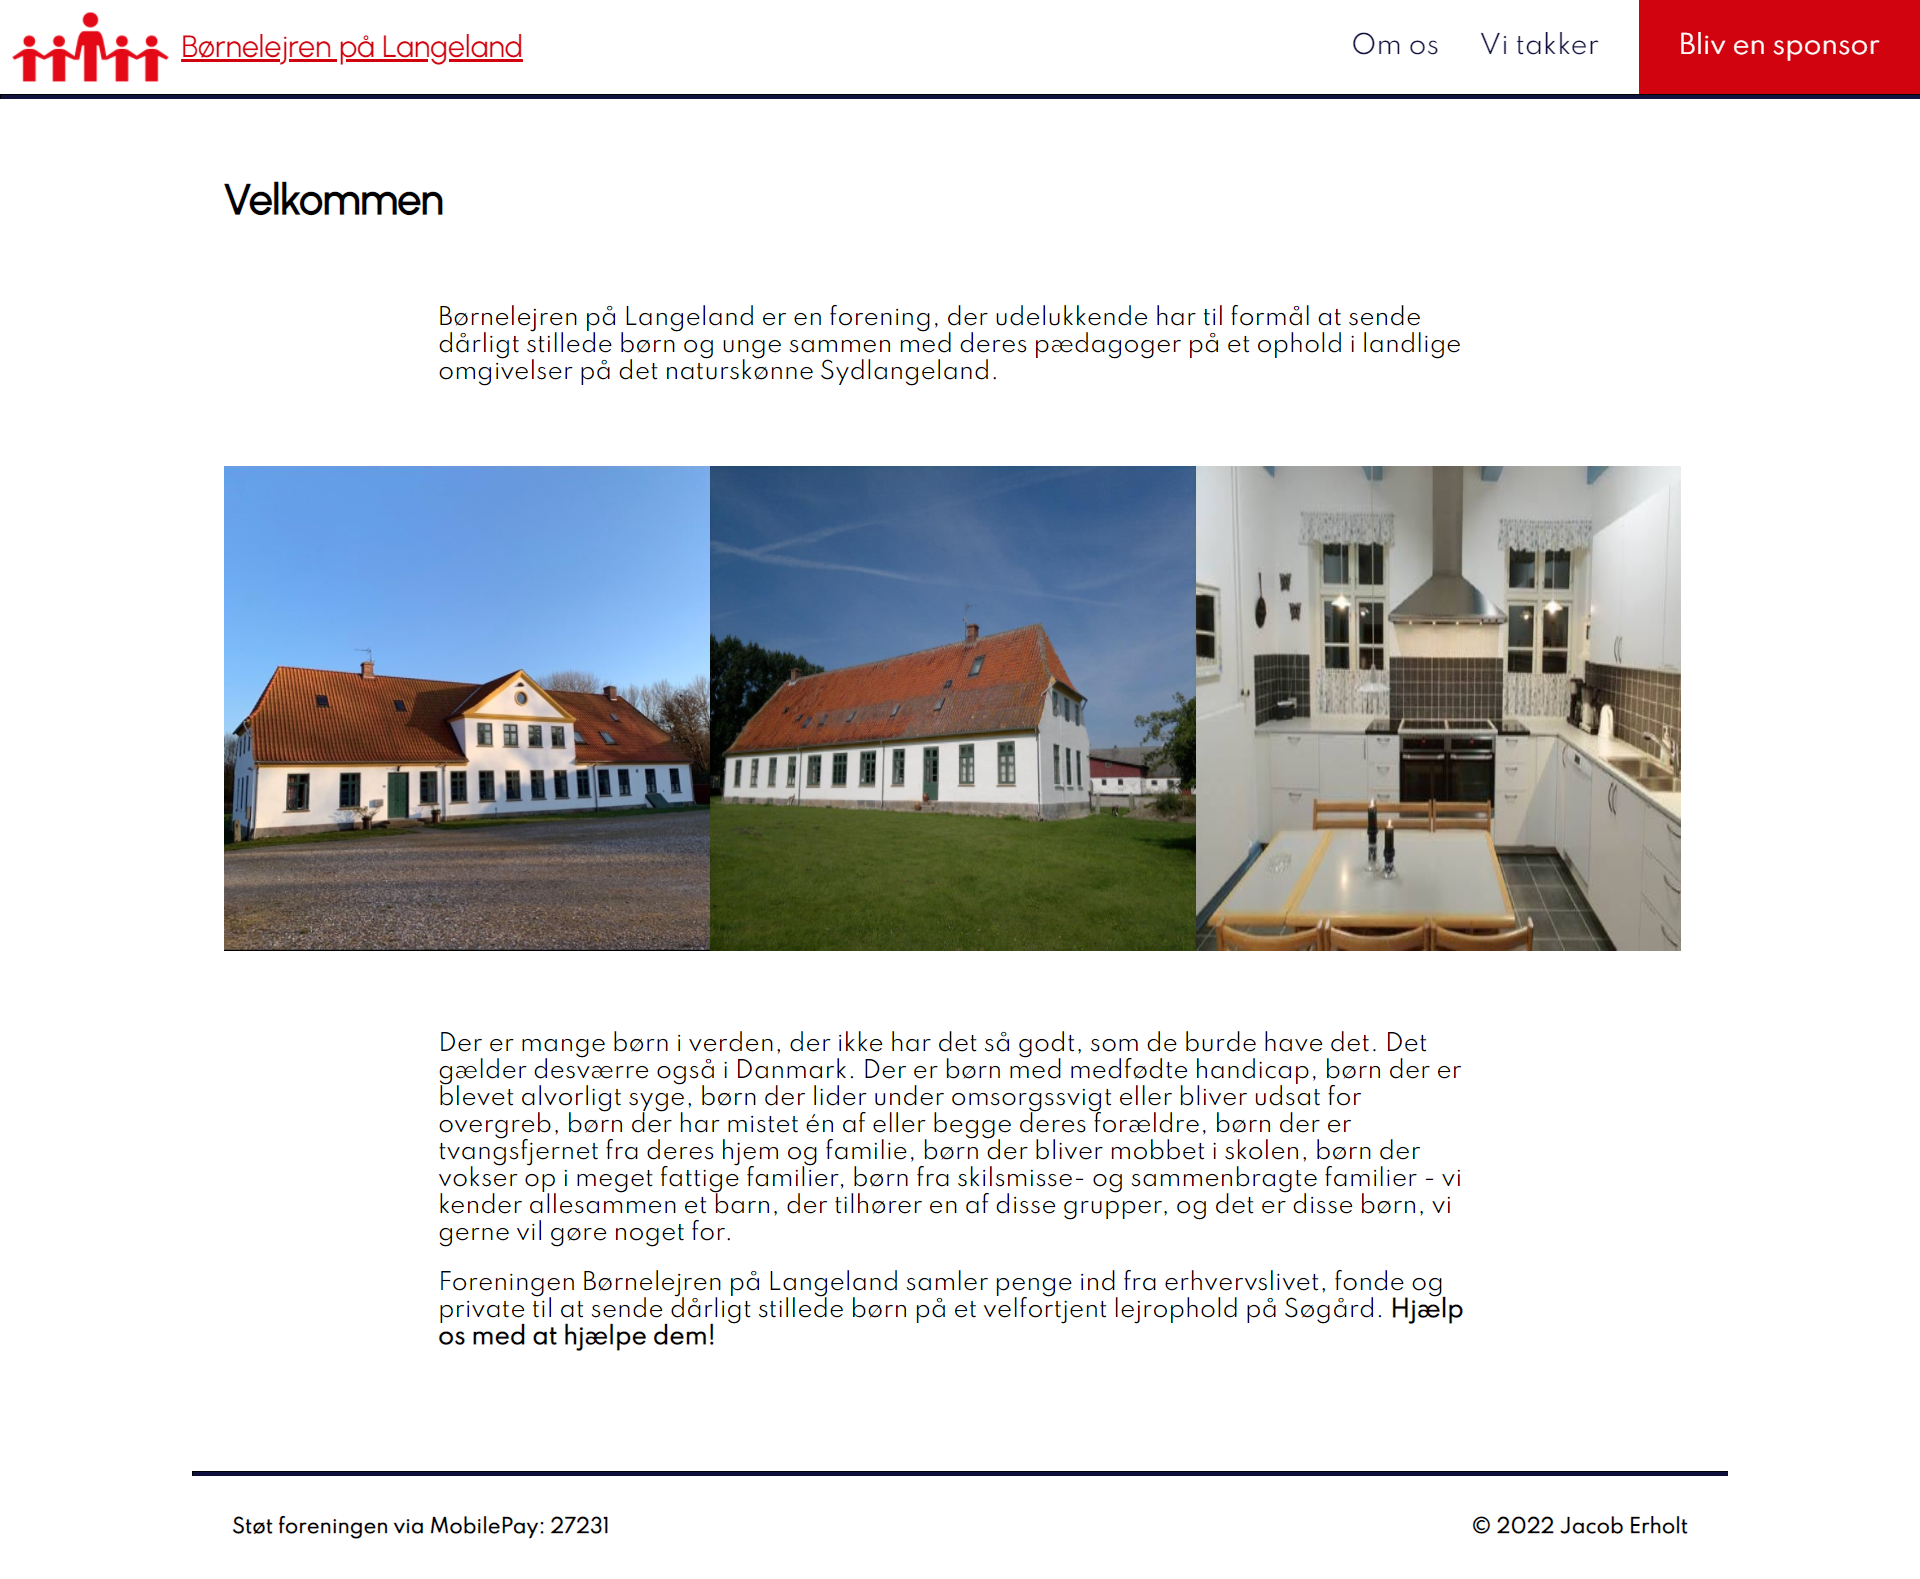 Børnelejren på Langeland
Om os
Vi takker
Bliv en sponsor
Velkommen
Børnelejren på Langeland er en forening, der udelukkende har til formål at sende
dårligt stillede børn og unge sammen med deres pædagoger på et ophold i landlige
omgivelser på det naturskønne Sydlangeland.
Der er mange børn i verden, der ikke har det så godt, som de burde have det. Det
gælder desværre også i Danmark. Der er børn med medfødte handicap, børn der er
blevet alvorligt syge, børn der lider under omsorgssvigt eller bliver udsat for
overgreb, børn der har mistet én af eller begge deres forældre, børn der er
tvangsfjernet fra deres hjem og familie, børn der bliver mobbet i skolen, børn der
vokser op i meget fattige familier, børn fra skilsmisse- og sammenbragte familier - vi
kender allesammen et barn, der tilhører en af disse grupper, og det er disse børn, vi
gerne vil gøre noget for.
Foreningen Børnelejren på Langeland samler penge ind fra erhvervslivet, fonde og
private til at sende dårligt stillede børn på et velfortjent lejrophold på Søgård. Hjælp
os med at hjælpe dem!
Støt foreningen via MobilePay: 27231
© 2022 Jacob Erholt